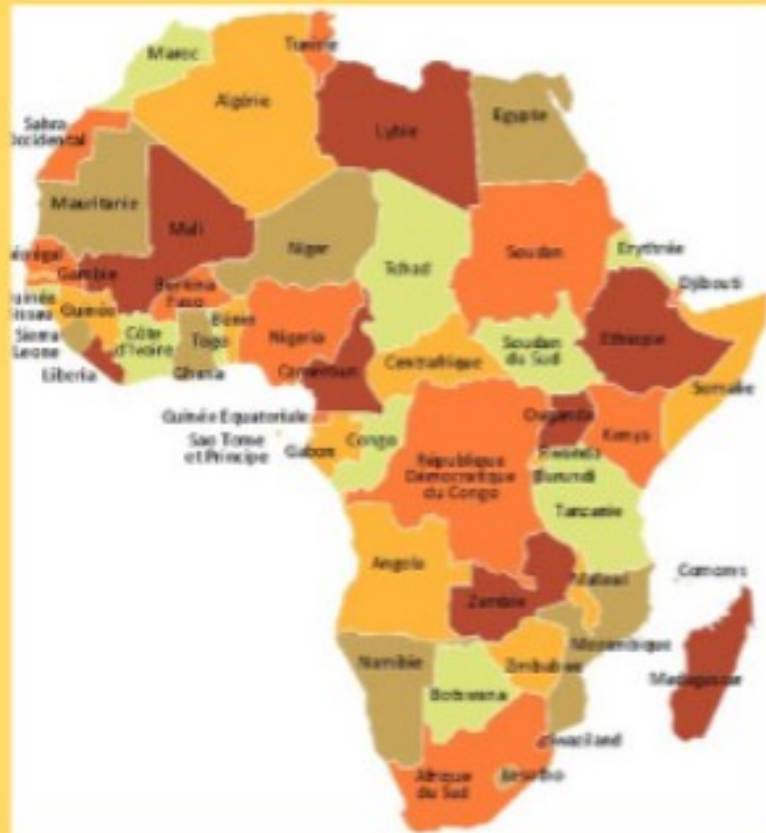 Maroc
Tunisie
Algérie
Lybie
Egypte
Sahra
Occidental
Mauritanie
Mali
Niger
Tchad
Soudan
Erythrée
Djibouti
Sénégal
Gambie
Burkina
Faso
Guinée
Bissau
Guinée
Sierra
Leone
Liberia
Côte
d'Ivoire
Ghana
Togo
Bénin
Nigeria
Cameroun
Centrafrique
Soudan
du Sud
Ethiopie
Somalie
Guinée Equatoriale
Sao Tome
et Principe
Gabon
Congo
République
Démocratique
du Congo
Ouganda
Kenya
Rwanda
Burundi
Tanzanie
Angola
Zambie
Malawi
Comores
Mozambique
Madagascar
Namibie
Zimbabwe
Botswana
Swaziland
Afrique
du Sud
Lesotho